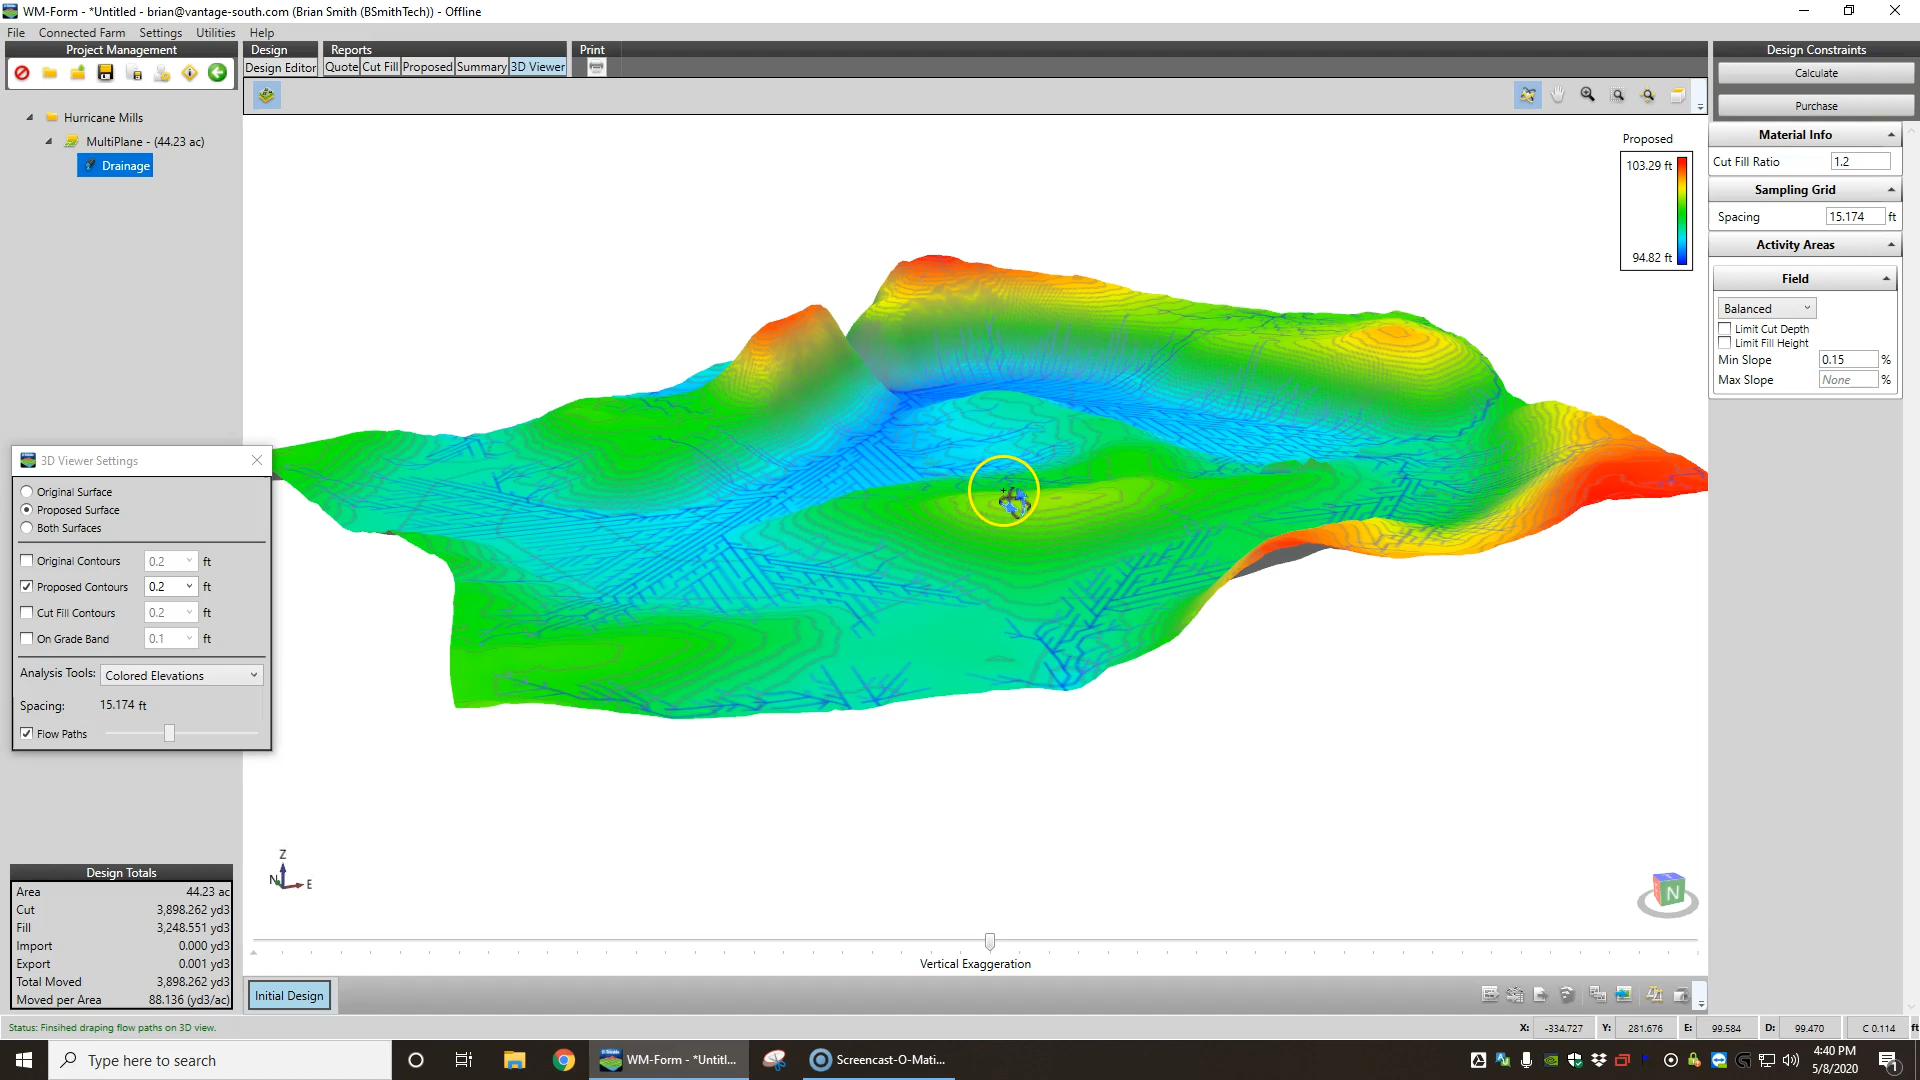 WM-Form - *Untitled - brian@vantage-south.com (Brian Smith (BSmithTech)) - Offline
File Connected Farm Settings Utilities Help
Project Management
Design
Design Editor
Reports
Quote Cut Fill Proposed Summary 3D Viewer
Print
Design Constraints
Calculate
Purchase
Hurricane Mills
MultiPlane - (44.23 ac)
Drainage
Proposed
103.29 ft
94.82 ft
Material Info
Cut Fill Ratio 1.2
Sampling Grid
Spacing 15.174 ft
Activity Areas
Field
Balanced
Limit Cut Depth
Limit Fill Height
Min Slope 0.15 %
Max Slope None %
3D Viewer Settings
Original Surface
Proposed Surface
Both Surfaces
Original Contours 0.2 ft
Proposed Contours 0.2 ft
Cut Fill Contours 0.2 ft
On Grade Band 0.1 ft
Analysis Tools: Colored Elevations
Spacing: 15.174 ft
Flow Paths
Z
N E
N
Design Totals
Area 44.23 ac
Cut 3,898.262 yd3
Fill 3,248.551 yd3
Import 0.000 yd3
Export 0.001 yd3
Total Moved 3,898.262 yd3
Moved per Area 88.136 (yd3/ac)
Vertical Exaggeration
Initial Design
Status: Finsihed draping flow paths on 3D view.
X: -334.727 Y: 281.676 E: 99.584 D: 99.470 C 0.114 ft
Type here to search
WM-Form - *Untitl...
Screencast-O-Mati...
4:40 PM
5/8/2020
1